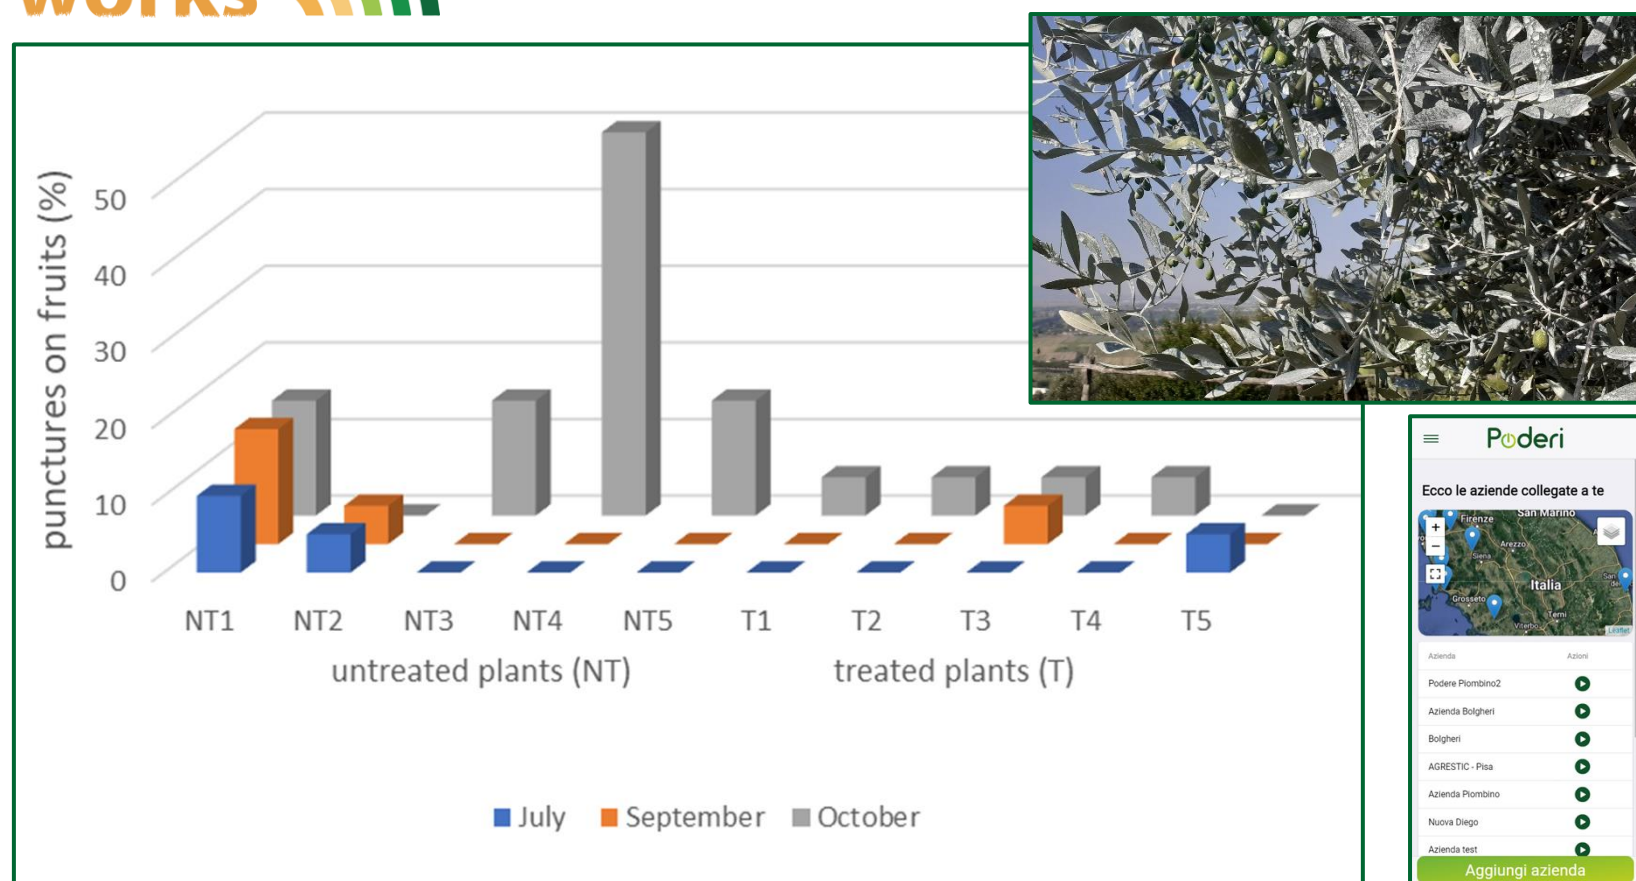 works
punctures on fruits (%)
50
40
30
20
10
0
NT1 NT2 NT3 NT4 NT5 T1 T2 T3 T4 T5
untreated plants (NT) treated plants (T)
July September October
Poderi
Ecco le aziende collegate a te
+
−
Firenze
San Marino
Arezzo
Siena
Italia
Grosseto
Terni
Viterbo
Leaflet
Azienda Azioni
Podere Piombino2
Azienda Bolgheri
Bolgheri
AGRESTIC - Pisa
Azienda Piombino
Nuova Diego
Azienda test
Aggiungi azienda